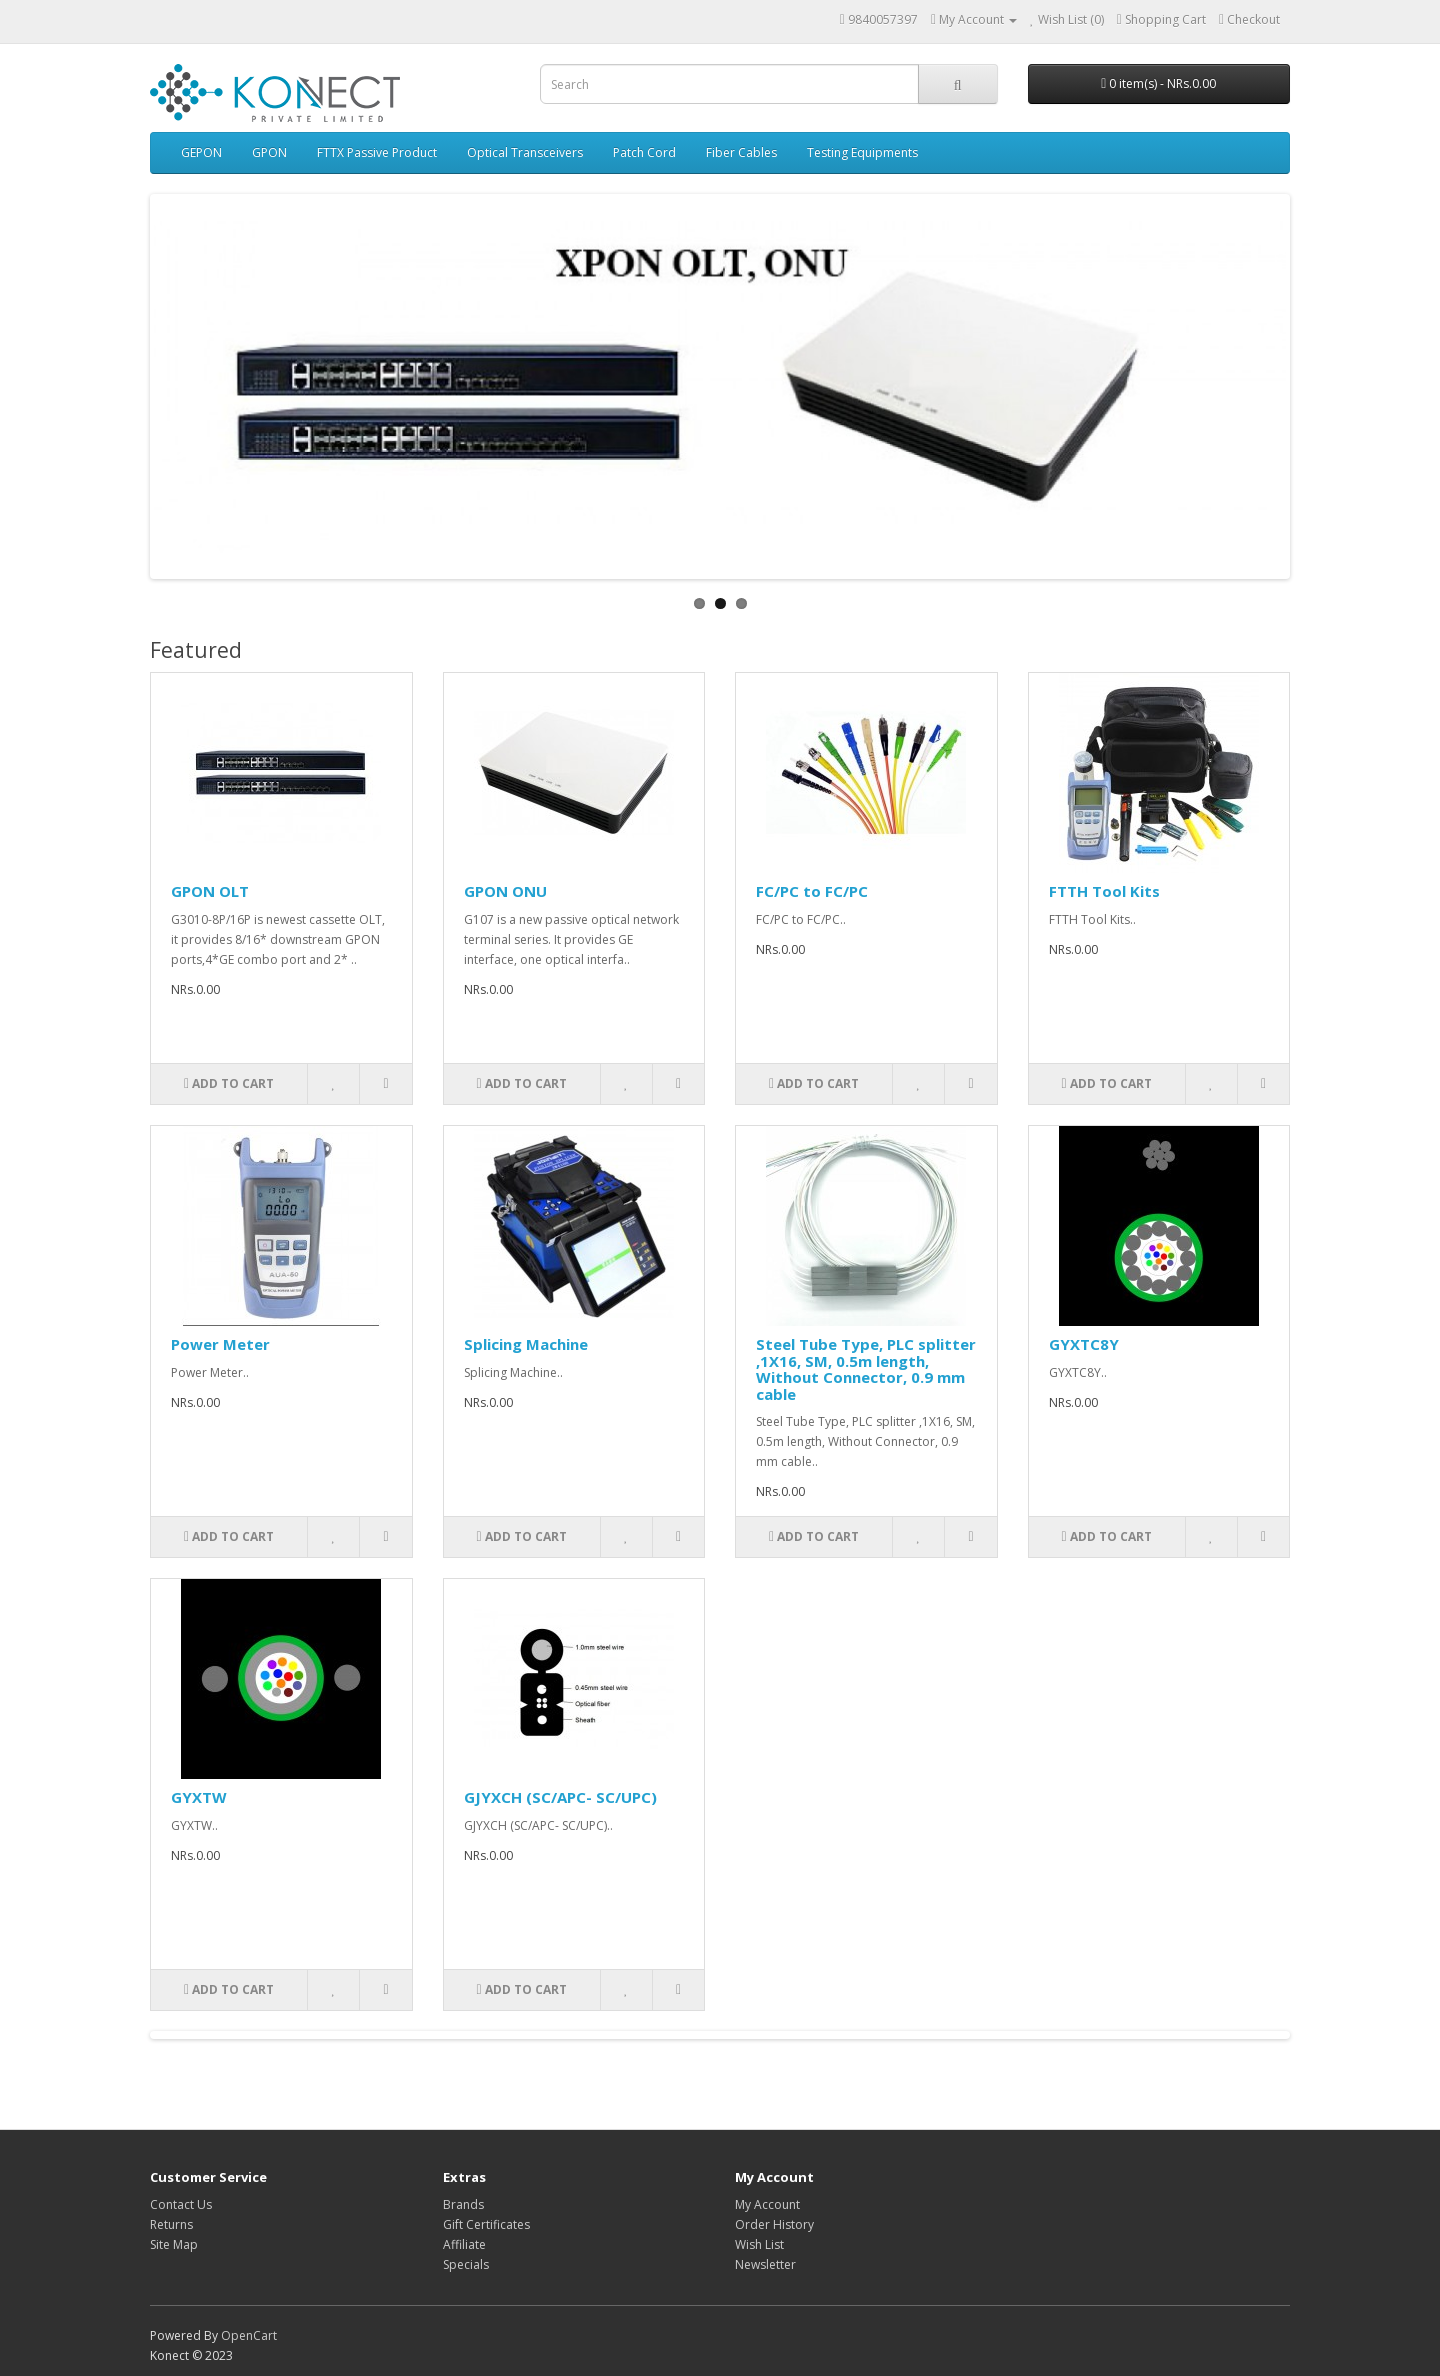 9840057397 My Account Wish List (0) Shopping Cart Checkout
KONNECT
PRIVATE LIMITED
Search
0 item(s) - NRs.0.00
GEPON GPON FTTX Passive Product Optical Transceivers Patch Cord Fiber Cables Testing Equipments
XPON OLT, ONU
Featured
GPON OLT
G3010-8P/16P is newest cassette OLT,
it provides 8/16* downstream GPON
ports,4*GE combo port and 2* ..
NRs.0.00
ADD TO CART
GPON ONU
G107 is a new passive optical network
terminal series. It provides GE
interface, one optical interfa..
NRs.0.00
ADD TO CART
FC/PC to FC/PC
FC/PC to FC/PC..
NRs.0.00
ADD TO CART
FTTH Tool Kits
FTTH Tool Kits..
NRs.0.00
ADD TO CART
1310
00.00
AUA-60
OPTICAL POWER METER
Power Meter
Power Meter..
NRs.0.00
ADD TO CART
Splicing Machine
Splicing Machine..
NRs.0.00
ADD TO CART
Steel Tube Type, PLC splitter
,1X16, SM, 0.5m length,
Without Connector, 0.9 mm
cable
Steel Tube Type, PLC splitter ,1X16, SM,
0.5m length, Without Connector, 0.9
mm cable..
NRs.0.00
ADD TO CART
GYXTC8Y
GYXTC8Y..
NRs.0.00
ADD TO CART
GYXTW
GYXTW..
NRs.0.00
ADD TO CART
1.0mm steel wire
0.45mm steel wire
Optical fiber
Sheath
GJYXCH (SC/APC- SC/UPC)
GJYXCH (SC/APC- SC/UPC)..
NRs.0.00
ADD TO CART
Customer Service
Contact Us
Returns
Site Map
Extras
Brands
Gift Certificates
Affiliate
Specials
My Account
My Account
Order History
Wish List
Newsletter
Powered By OpenCart
Konect © 2023